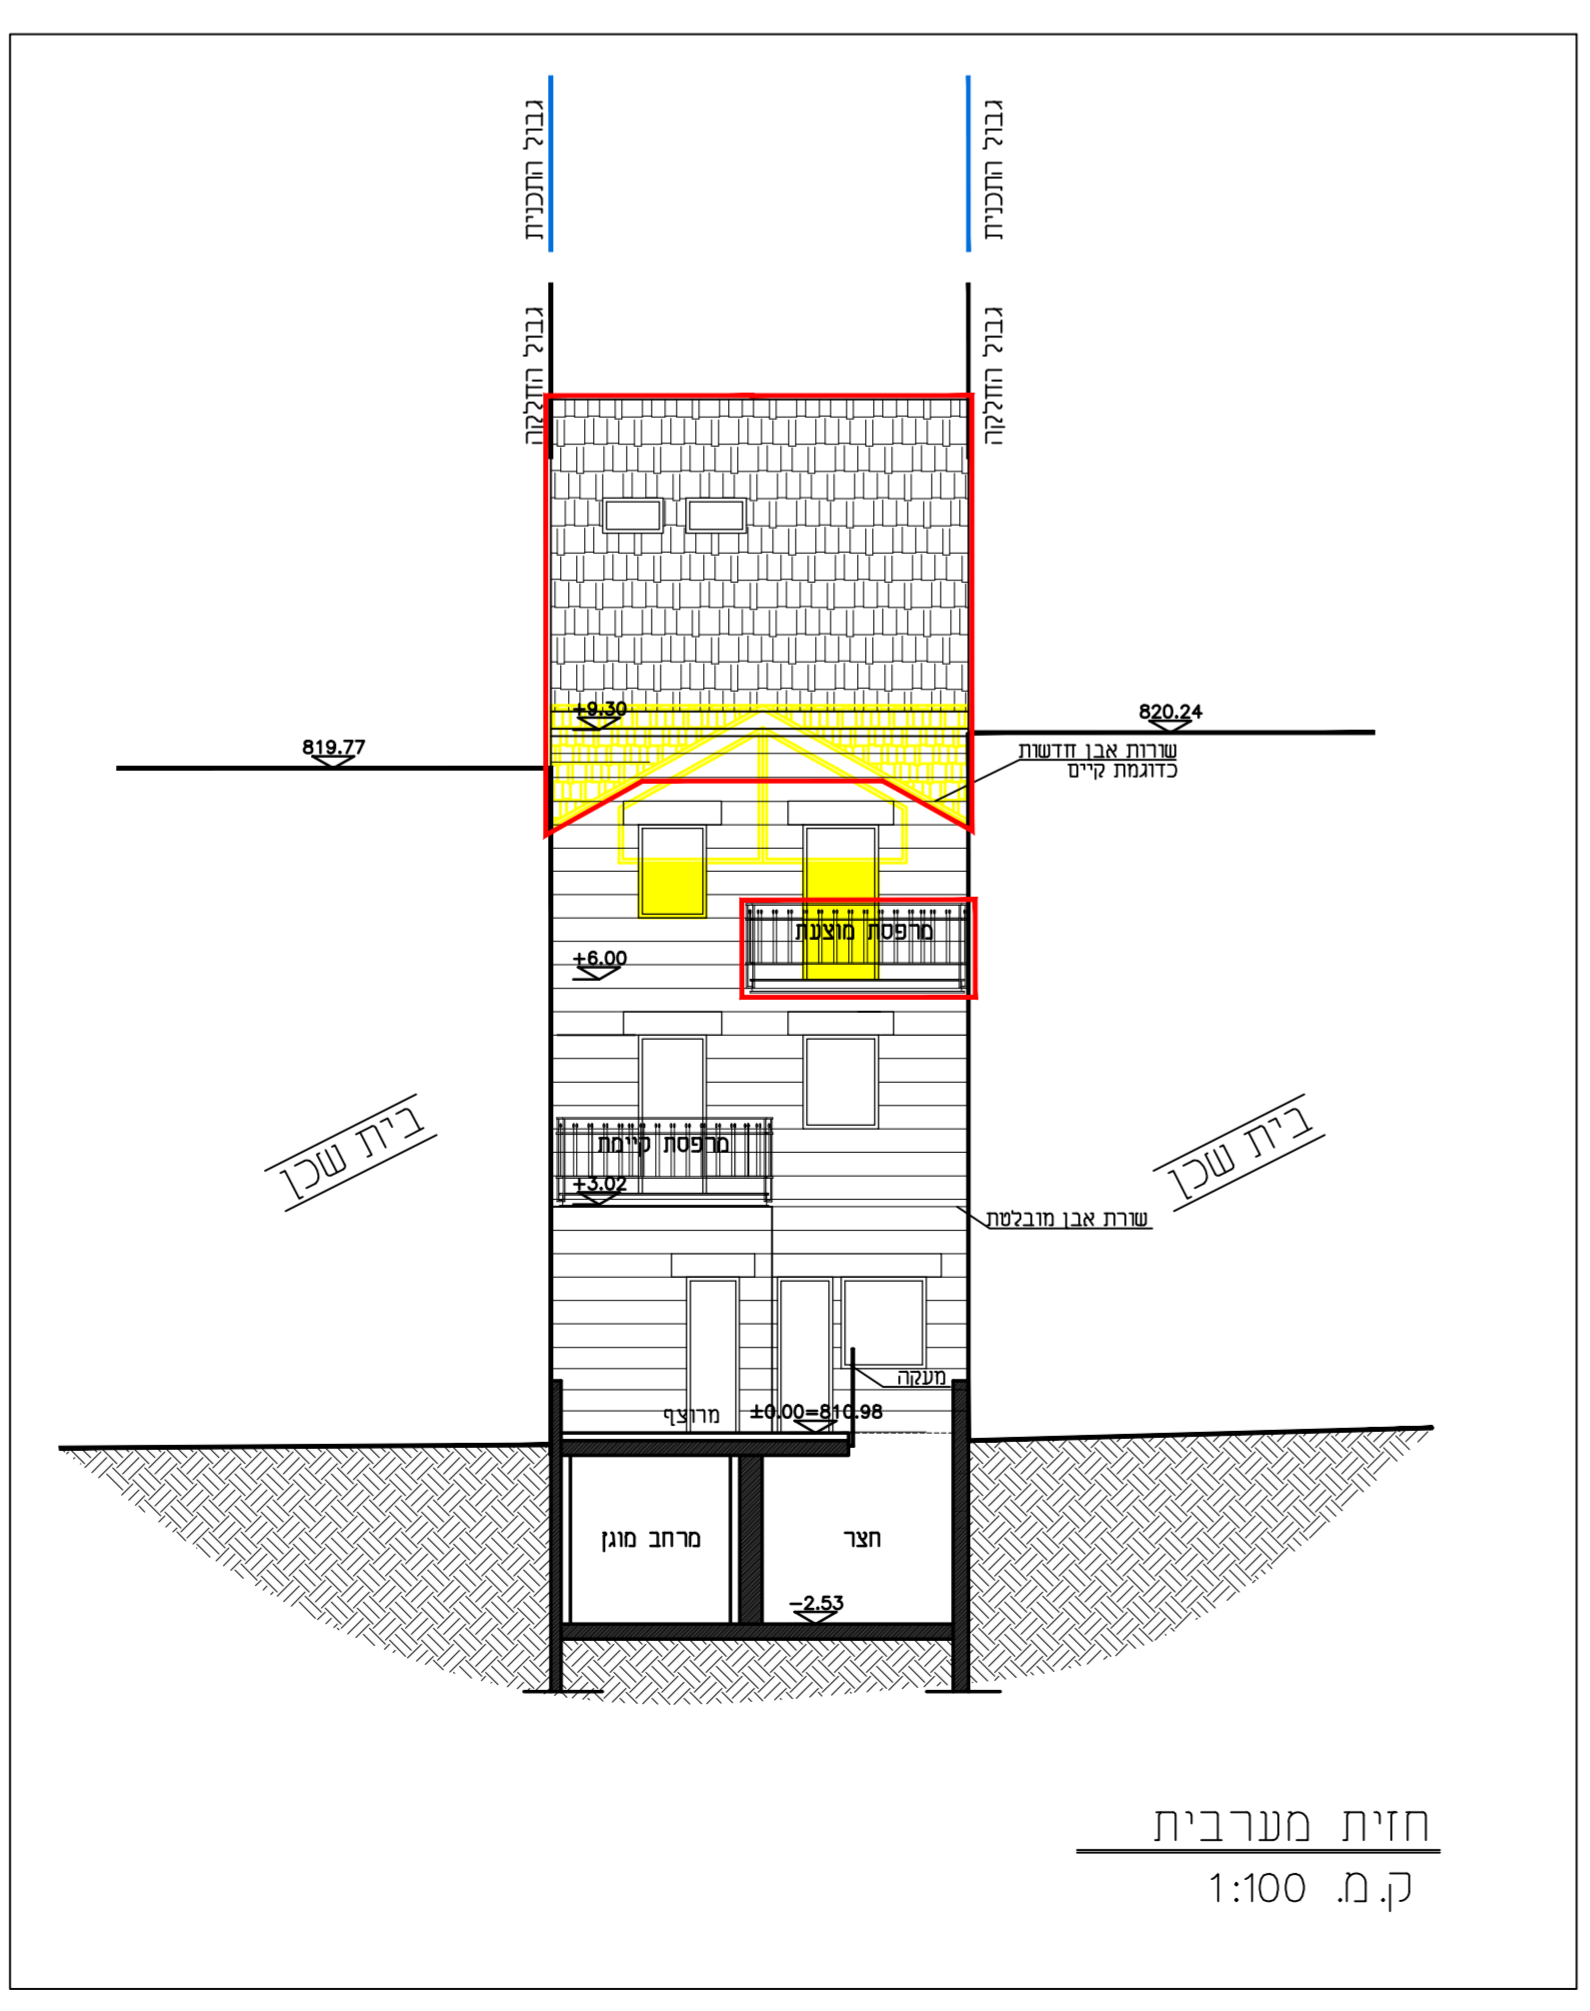 גבול התכנית
גבול התכנית
גבול החלקה
גבול החלקה
+9.30
820.24
819.77
שורות אבן חדשות
כדוגמת קיים
מרפסת מוצעת
+6.00
בית שכן
בית שכן
מרפסת קיימת
+3.02
שורת אבן מובלטת
מעקה
מרוצף
±0.00=810.98
מרחב מוגן
חצר
-2.53
חזית מערבית
ק.מ. 1:100